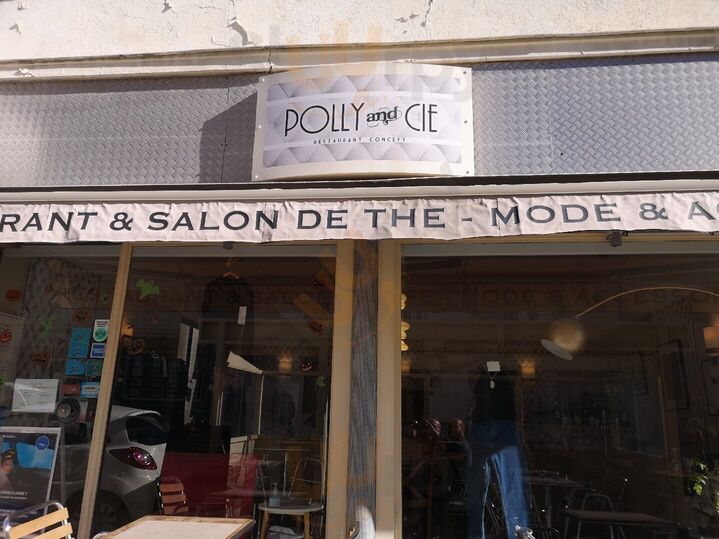 POLLY and CIE
RESTAURANT CONCEPT
RANT & SALON DE THE - MODE & A